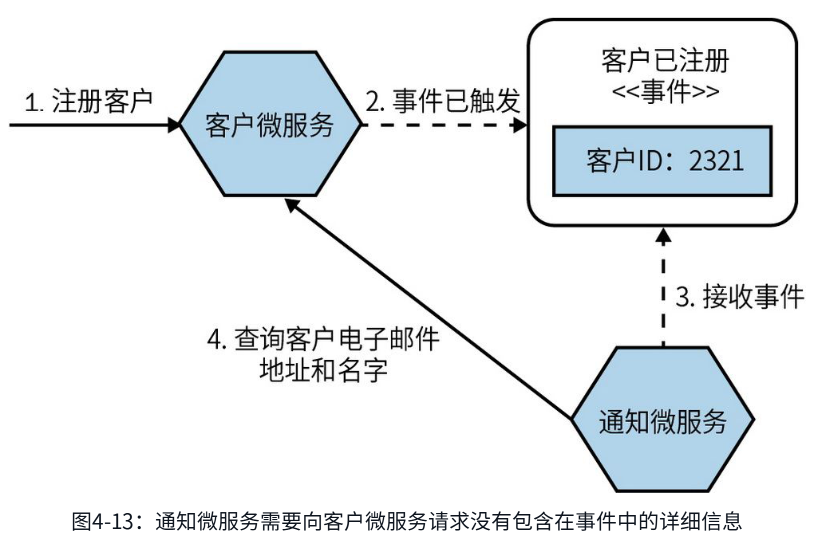 1. 注册客户
客户微服务
2. 事件已触发
客户已注册
<<事件>>
客户ID：2321
3. 接收事件
4. 查询客户电子邮件
地址和名字
通知微服务
图4-13：通知微服务需要向客户微服务请求没有包含在事件中的详细信息